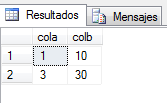 Resultados Mensajes
cola colb
1 1 10
2 3 30